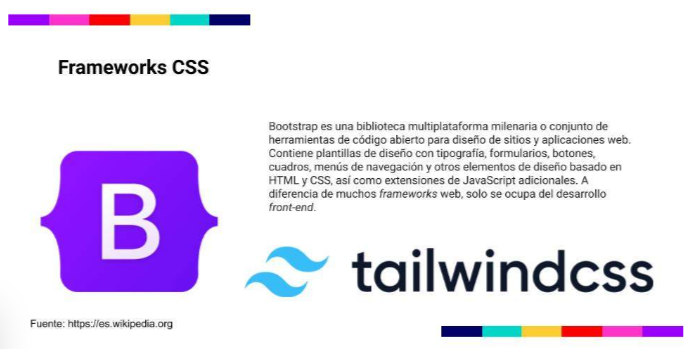 Frameworks CSS
Bootstrap es una biblioteca multiplataforma milenaria o conjunto de
herramientas de código abierto para diseño de sitios y aplicaciones web.
Contiene plantillas de diseño con tipografía, formularios, botones,
cuadros, menús de navegación y otros elementos de diseño basado en
HTML y CSS, así como extensiones de JavaScript adicionales. A
diferencia de muchos frameworks web, solo se ocupa del desarrollo
front-end.
B
tailwindcss
Fuente: https://es.wikipedia.org